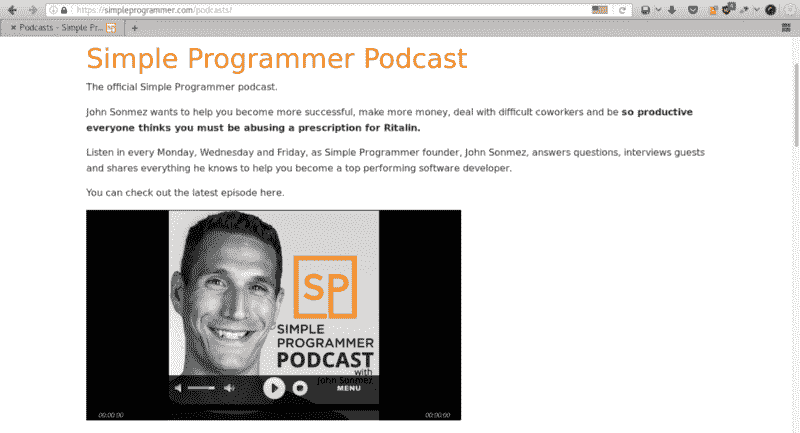 https://simpleprogrammer.com/podcasts/
Podcasts - Simple Pr...
Simple Programmer Podcast
The official Simple Programmer podcast.
John Sonmez wants to help you become more successful, make more money, deal with difficult coworkers and be so productive
everyone thinks you must be abusing a prescription for Ritalin.
Listen in every Monday, Wednesday and Friday, as Simple Programmer founder, John Sonmez, answers questions, interviews guests
and shares everything he knows to help you become a top performing software developer.
You can check out the latest episode here.
SP
SIMPLE
PROGRAMMER
PODCAST
with
John Sonmez
MENU
00:00:00
00:00:00